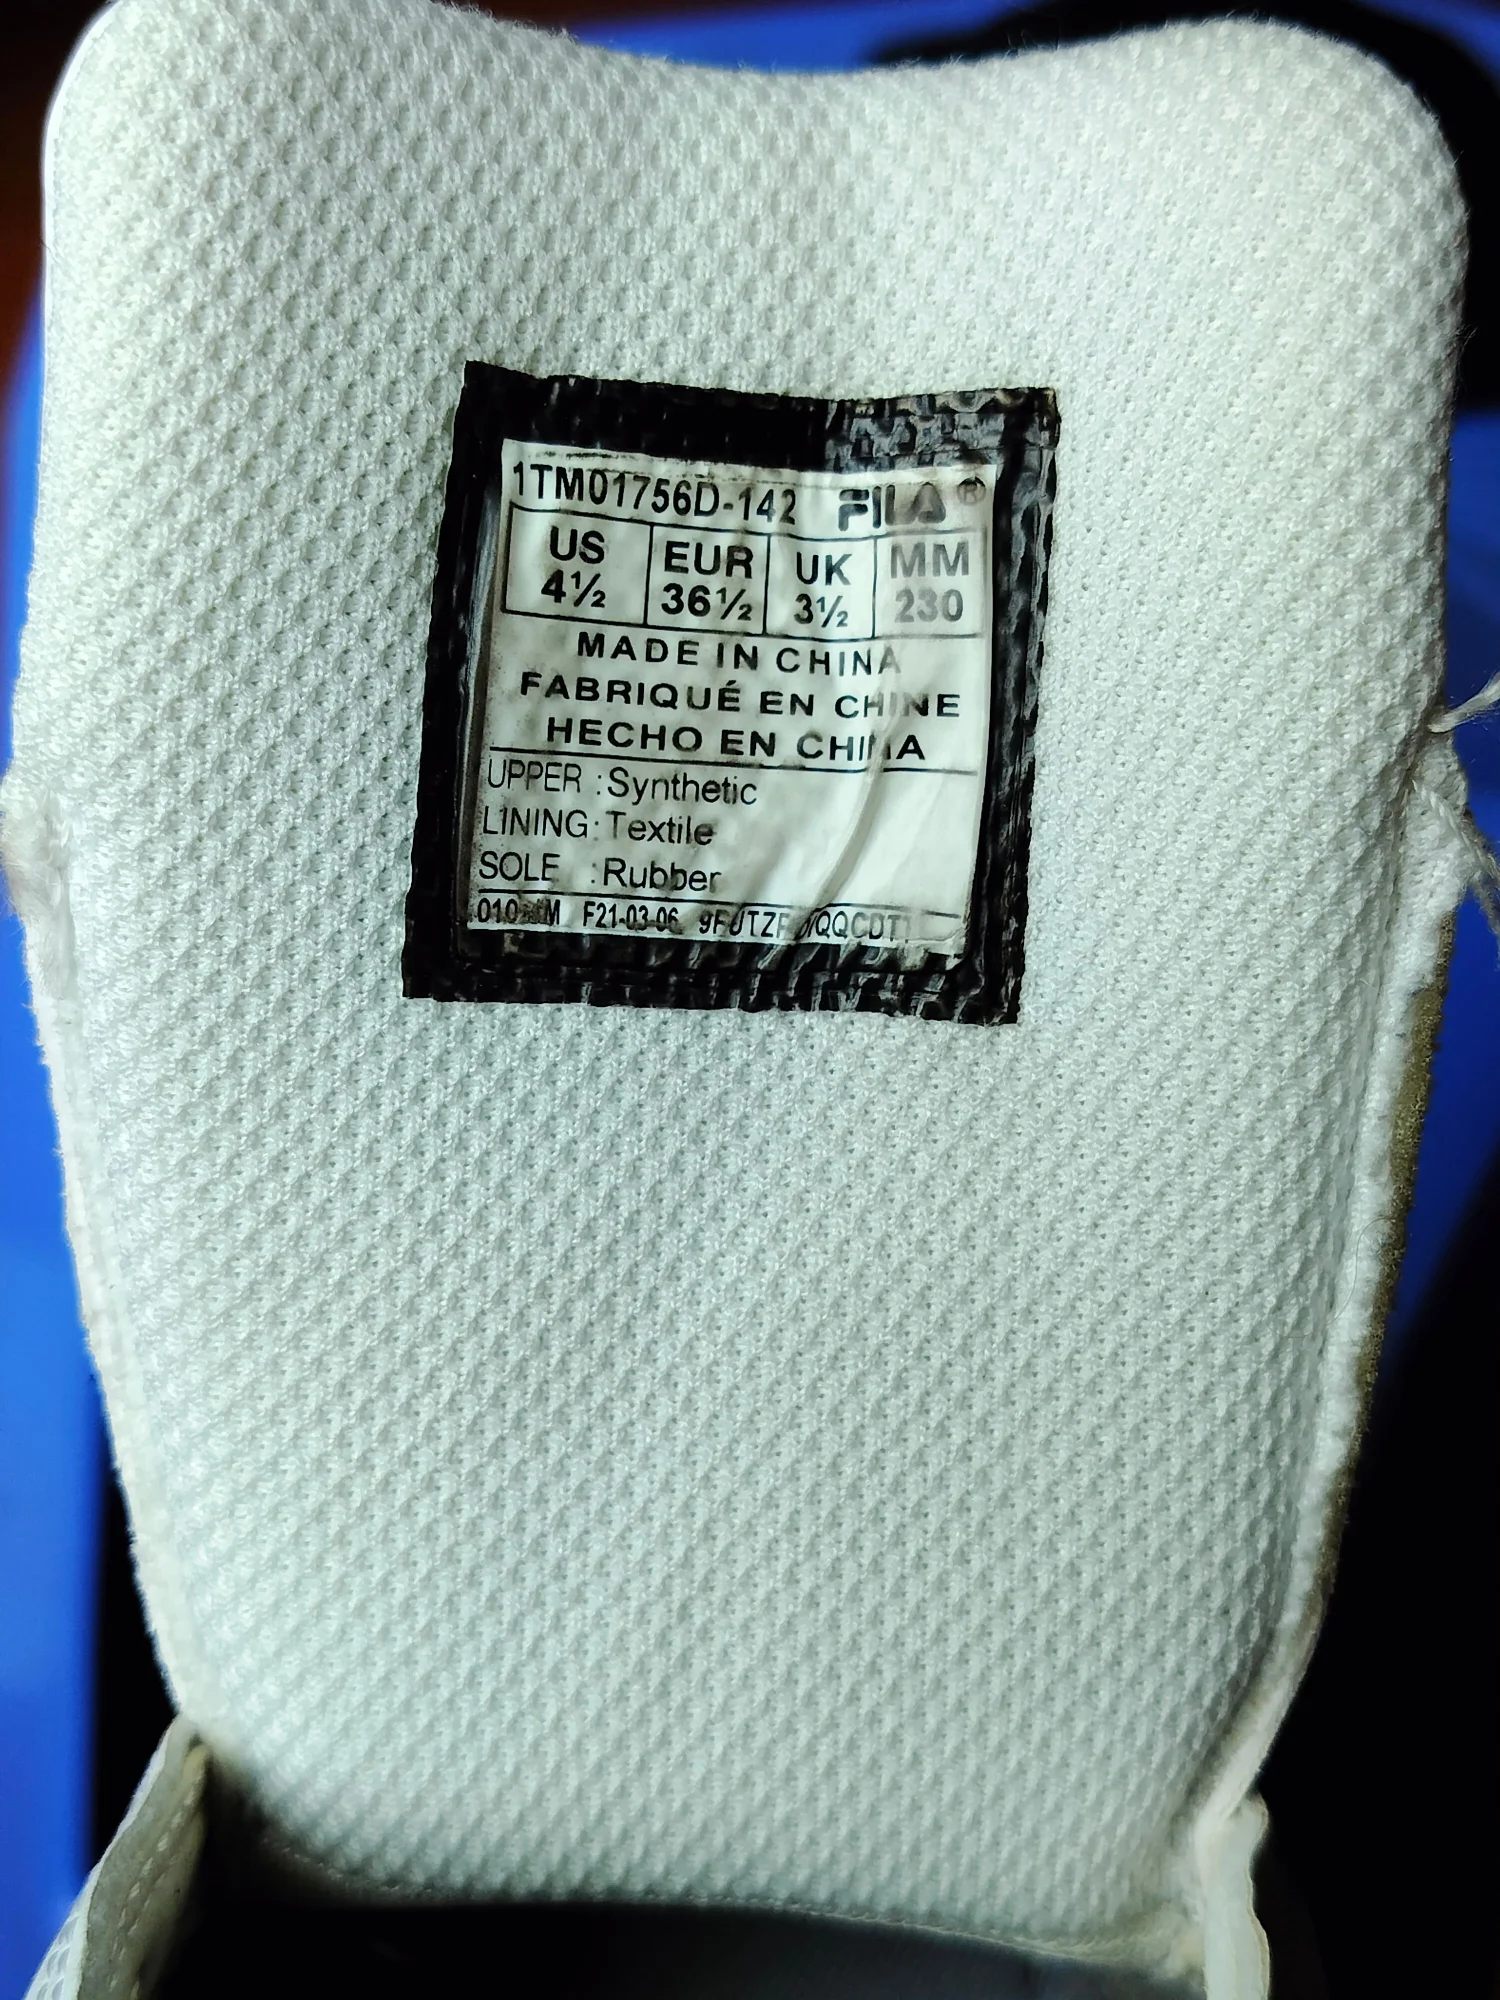 1TM01756D-142 FILA®
US EUR UK MM
4½ 36½ 3½ 230
MADE IN CHINA
FABRIQUÉ EN CHINE
HECHO EN CHINA
UPPER : Synthetic
LINING : Textile
SOLE : Rubber
F21-03-06